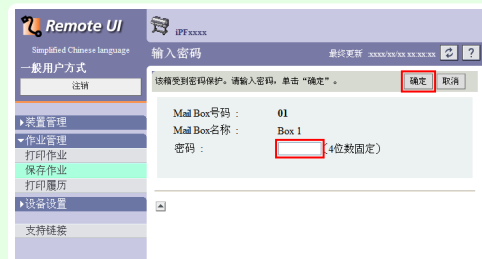 Remote UI
Simplified Chinese language
一般用户方式
注销
▶装置管理
▼作业管理
打印作业
保存作业
打印履历
▶设备设置
支持链接
iPFxxxx
输入密码
最终更新 :xxxx/xx/xx xx:xx:xx
?
该箱受到密码保护。请输入密码,单击“确定”。
确定
取消
Mail Box号码 : 01
Mail Box名称 : Box 1
密码 : (4位数固定)